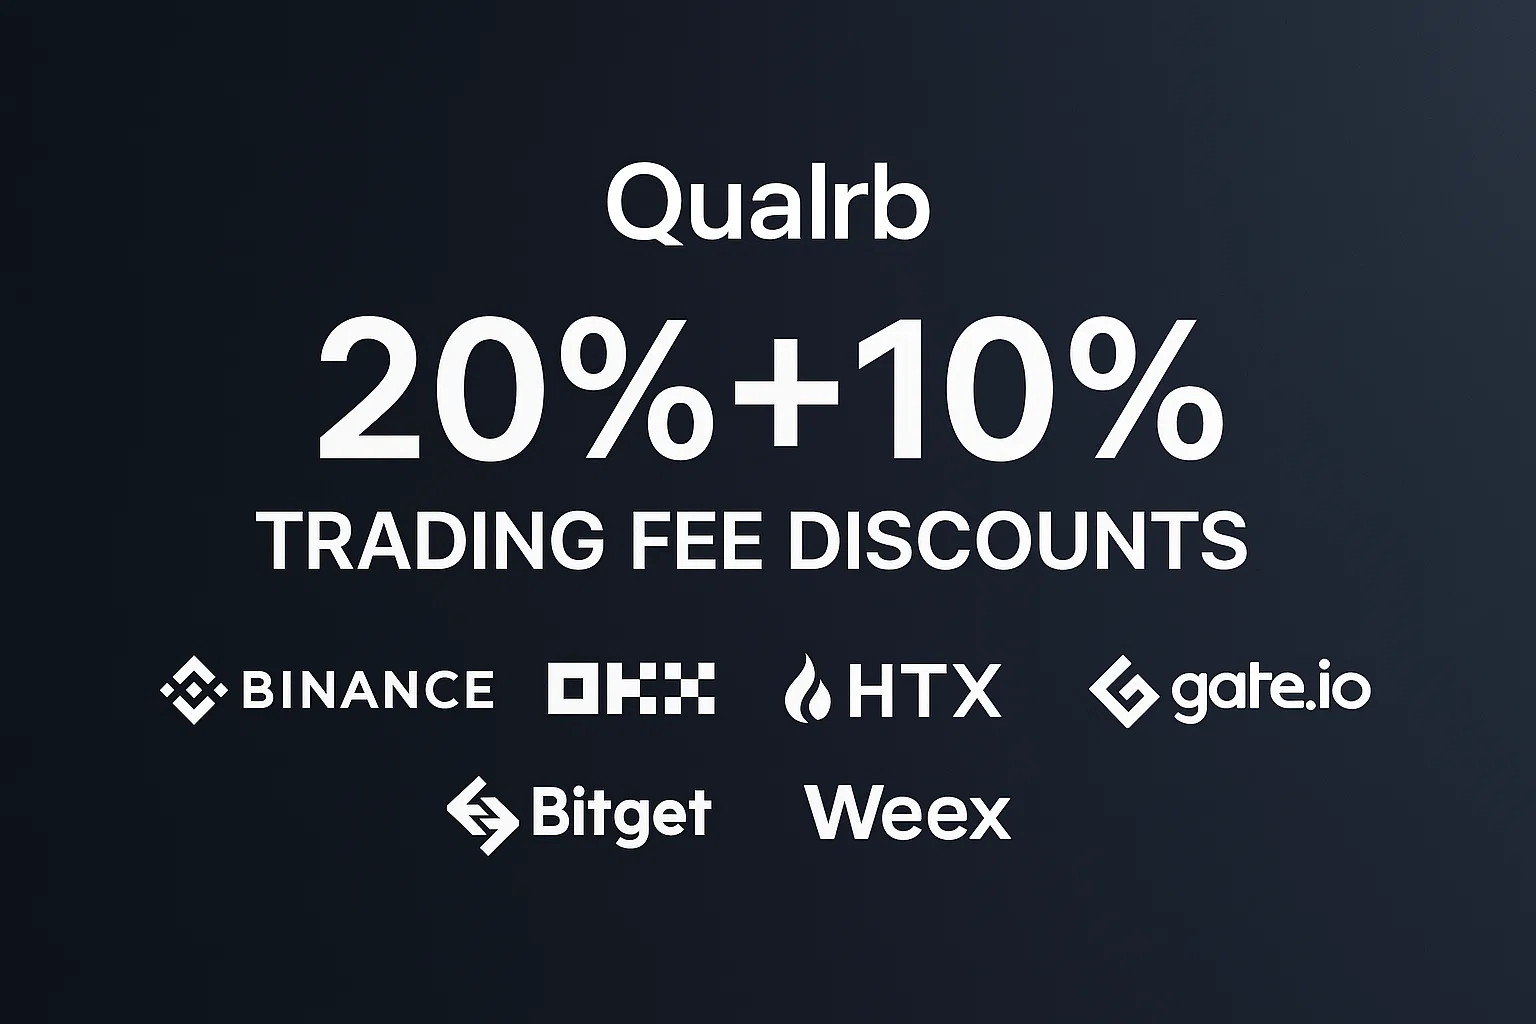 Qualrb
20%+10%
TRADING FEE DISCOUNTS
BINANCE OKX HTX gate.io
Bitget Weex